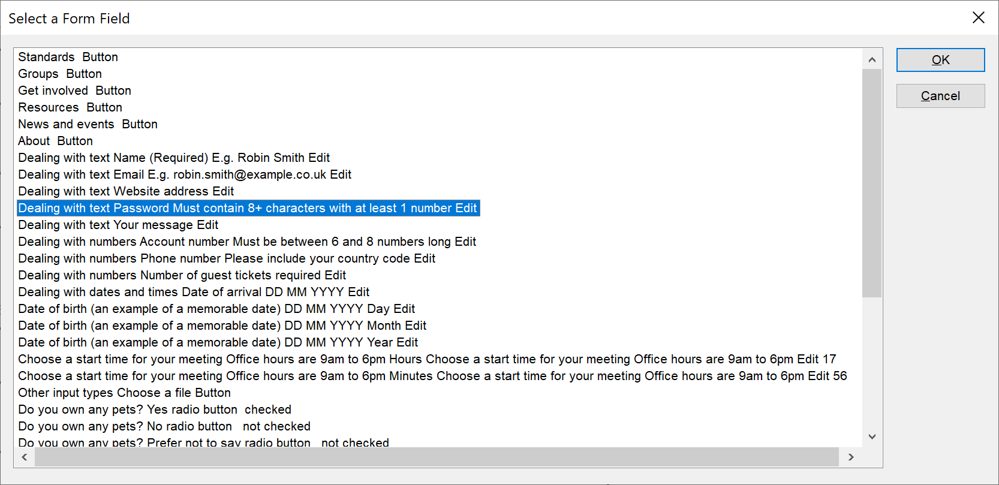 Select a Form Field
Standards  Button
Groups  Button
Get involved  Button
Resources  Button
News and events  Button
About  Button
Dealing with text Name (Required) E.g. Robin Smith Edit
Dealing with text Email E.g. robin.smith@example.co.uk Edit
Dealing with text Website address Edit
Dealing with text Password Must contain 8+ characters with at least 1 number Edit
Dealing with text Your message Edit
Dealing with numbers Account number Must be between 6 and 8 numbers long Edit
Dealing with numbers Phone number Please include your country code Edit
Dealing with numbers Number of guest tickets required Edit
Dealing with dates and times Date of arrival DD MM YYYY Edit
Date of birth (an example of a memorable date) DD MM YYYY Day Edit
Date of birth (an example of a memorable date) DD MM YYYY Month Edit
Date of birth (an example of a memorable date) DD MM YYYY Year Edit
Choose a start time for your meeting Office hours are 9am to 6pm Hours Choose a start time for your meeting Office hours are 9am to 6pm Edit 17
Choose a start time for your meeting Office hours are 9am to 6pm Minutes Choose a start time for your meeting Office hours are 9am to 6pm Edit 56
Other input types Choose a file Button
Do you own any pets? Yes radio button  checked
Do you own any pets? No radio button   not checked
Do you own any pets? Prefer not to say radio button   not checked
OK
Cancel